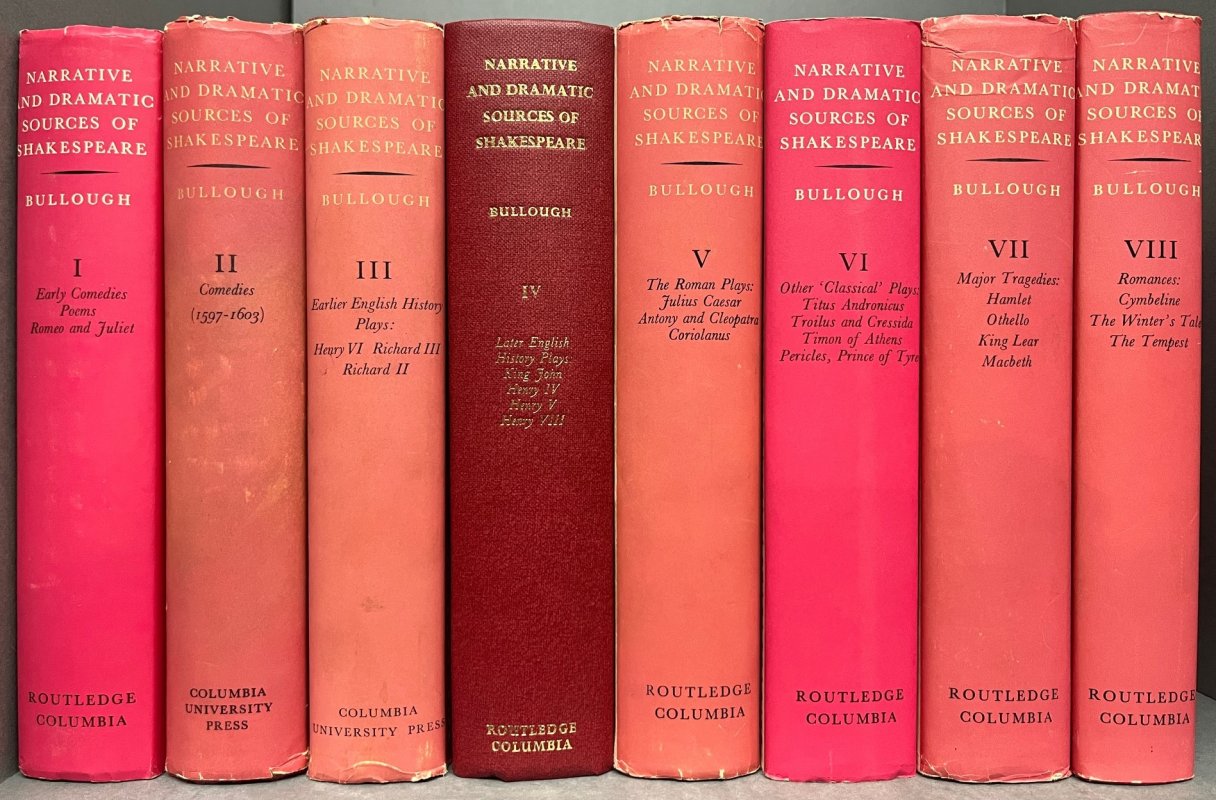 NARRATIVE
AND DRAMATIC
SOURCES OF
SHAKESPEARE
BULLOUGH
I
Early Comedies
Poems
Romeo and Juliet
ROUTLEDGE
COLUMBIA
NARRATIVE
AND DRAMATIC
SOURCES OF
SHAKESPEARE
BULLOUGH
II
Comedies
(1597-1603)
COLUMBIA
UNIVERSITY
PRESS
NARRATIVE
AND DRAMATIC
SOURCES OF
SHAKESPEARE
BULLOUGH
III
Earlier English History
Plays:
Henry VI Richard III
Richard II
COLUMBIA
UNIVERSITY PRESS
NARRATIVE
AND DRAMATIC
SOURCES OF
SHAKESPEARE
BULLOUGH
IV
Later English
History Plays:
King John
Henry IV
Henry V
Henry VIII
ROUTLEDGE
COLUMBIA
NARRATIVE
AND DRAMATIC
SOURCES OF
SHAKESPEARE
BULLOUGH
V
The Roman Plays:
Julius Caesar
Antony and Cleopatra
Coriolanus
ROUTLEDGE
COLUMBIA
NARRATIVE
AND DRAMATIC
SOURCES OF
SHAKESPEARE
BULLOUGH
VI
Other 'Classical' Plays:
Titus Andronicus
Troilus and Cressida
Timon of Athens
Pericles, Prince of Tyre
ROUTLEDGE
COLUMBIA
NARRATIVE
AND DRAMATIC
SOURCES OF
SHAKESPEARE
BULLOUGH
VII
Major Tragedies:
Hamlet
Othello
King Lear
Macbeth
ROUTLEDGE
COLUMBIA
NARRATIVE
AND DRAMATIC
SOURCES OF
SHAKESPEARE
BULLOUGH
VIII
Romances:
Cymbeline
The Winter's Tale
The Tempest
ROUTLEDGE
COLUMBIA